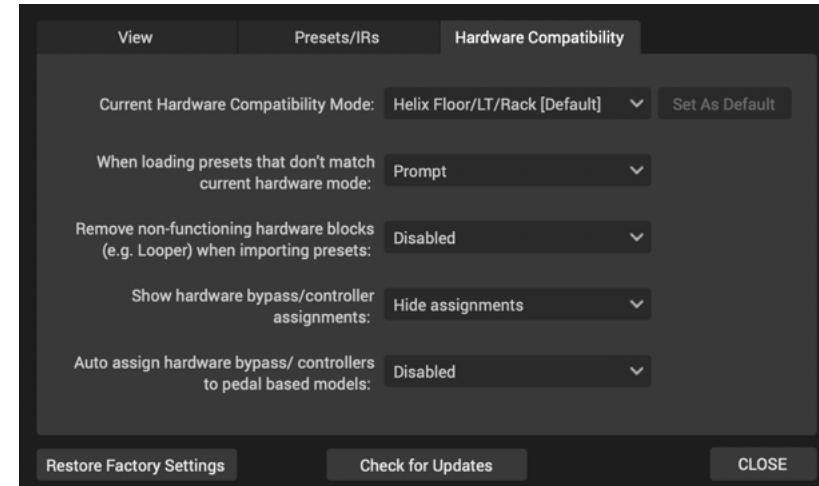 View
Presets/IRs
Hardware Compatibility
Current Hardware Compatibility Mode:
Helix Floor/LT/Rack [Default]
Set As Default
When loading presets that don't match
current hardware mode:
Prompt
Remove non-functioning hardware blocks
(e.g. Looper) when importing presets:
Disabled
Show hardware bypass/controller
assignments:
Hide assignments
Auto assign hardware bypass/ controllers
to pedal based models:
Disabled
Restore Factory Settings
Check for Updates
CLOSE